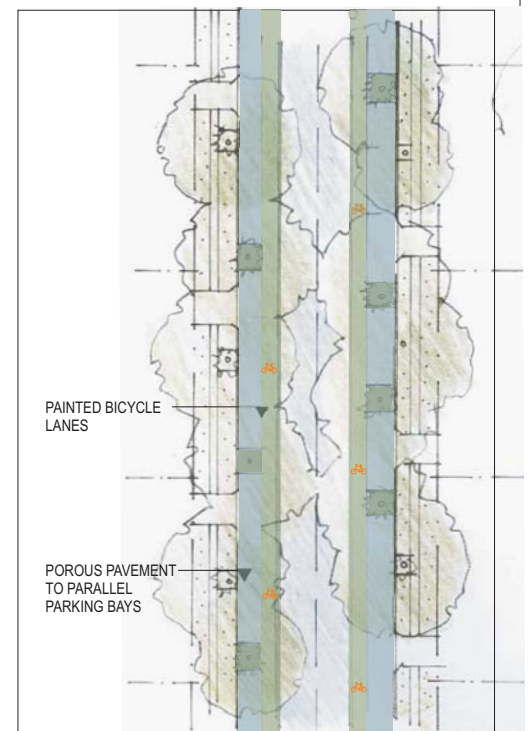 PAINTED BICYCLE
LANES
POROUS PAVEMENT
TO PARALLEL
PARKING BAYS